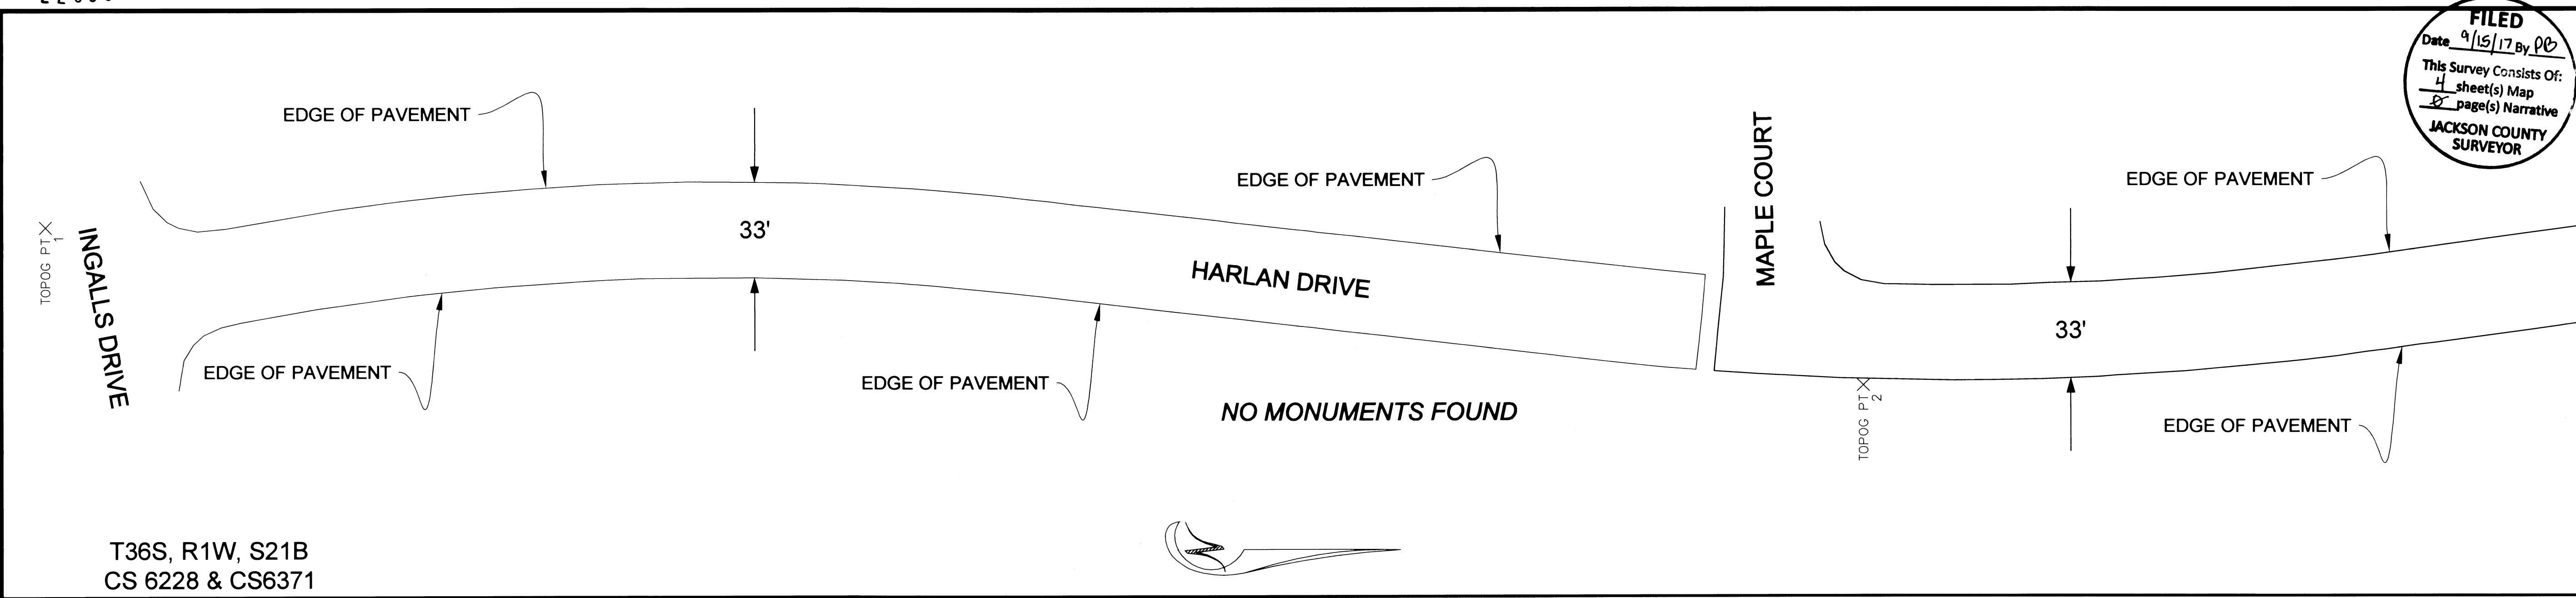 FILED
Date 9/15/17 By PB
This Survey Consists Of:
4 sheet(s) Map
0 page(s) Narrative
JACKSON COUNTY
SURVEYOR
EDGE OF PAVEMENT
EDGE OF PAVEMENT
EDGE OF PAVEMENT
MAPLE COURT
TOPOG PT
1
INGALLS DRIVE
33'
HARLAN DRIVE
33'
EDGE OF PAVEMENT
EDGE OF PAVEMENT
NO MONUMENTS FOUND
TOPOG PT
2
EDGE OF PAVEMENT
T36S, R1W, S21B
CS 6228 & CS6371